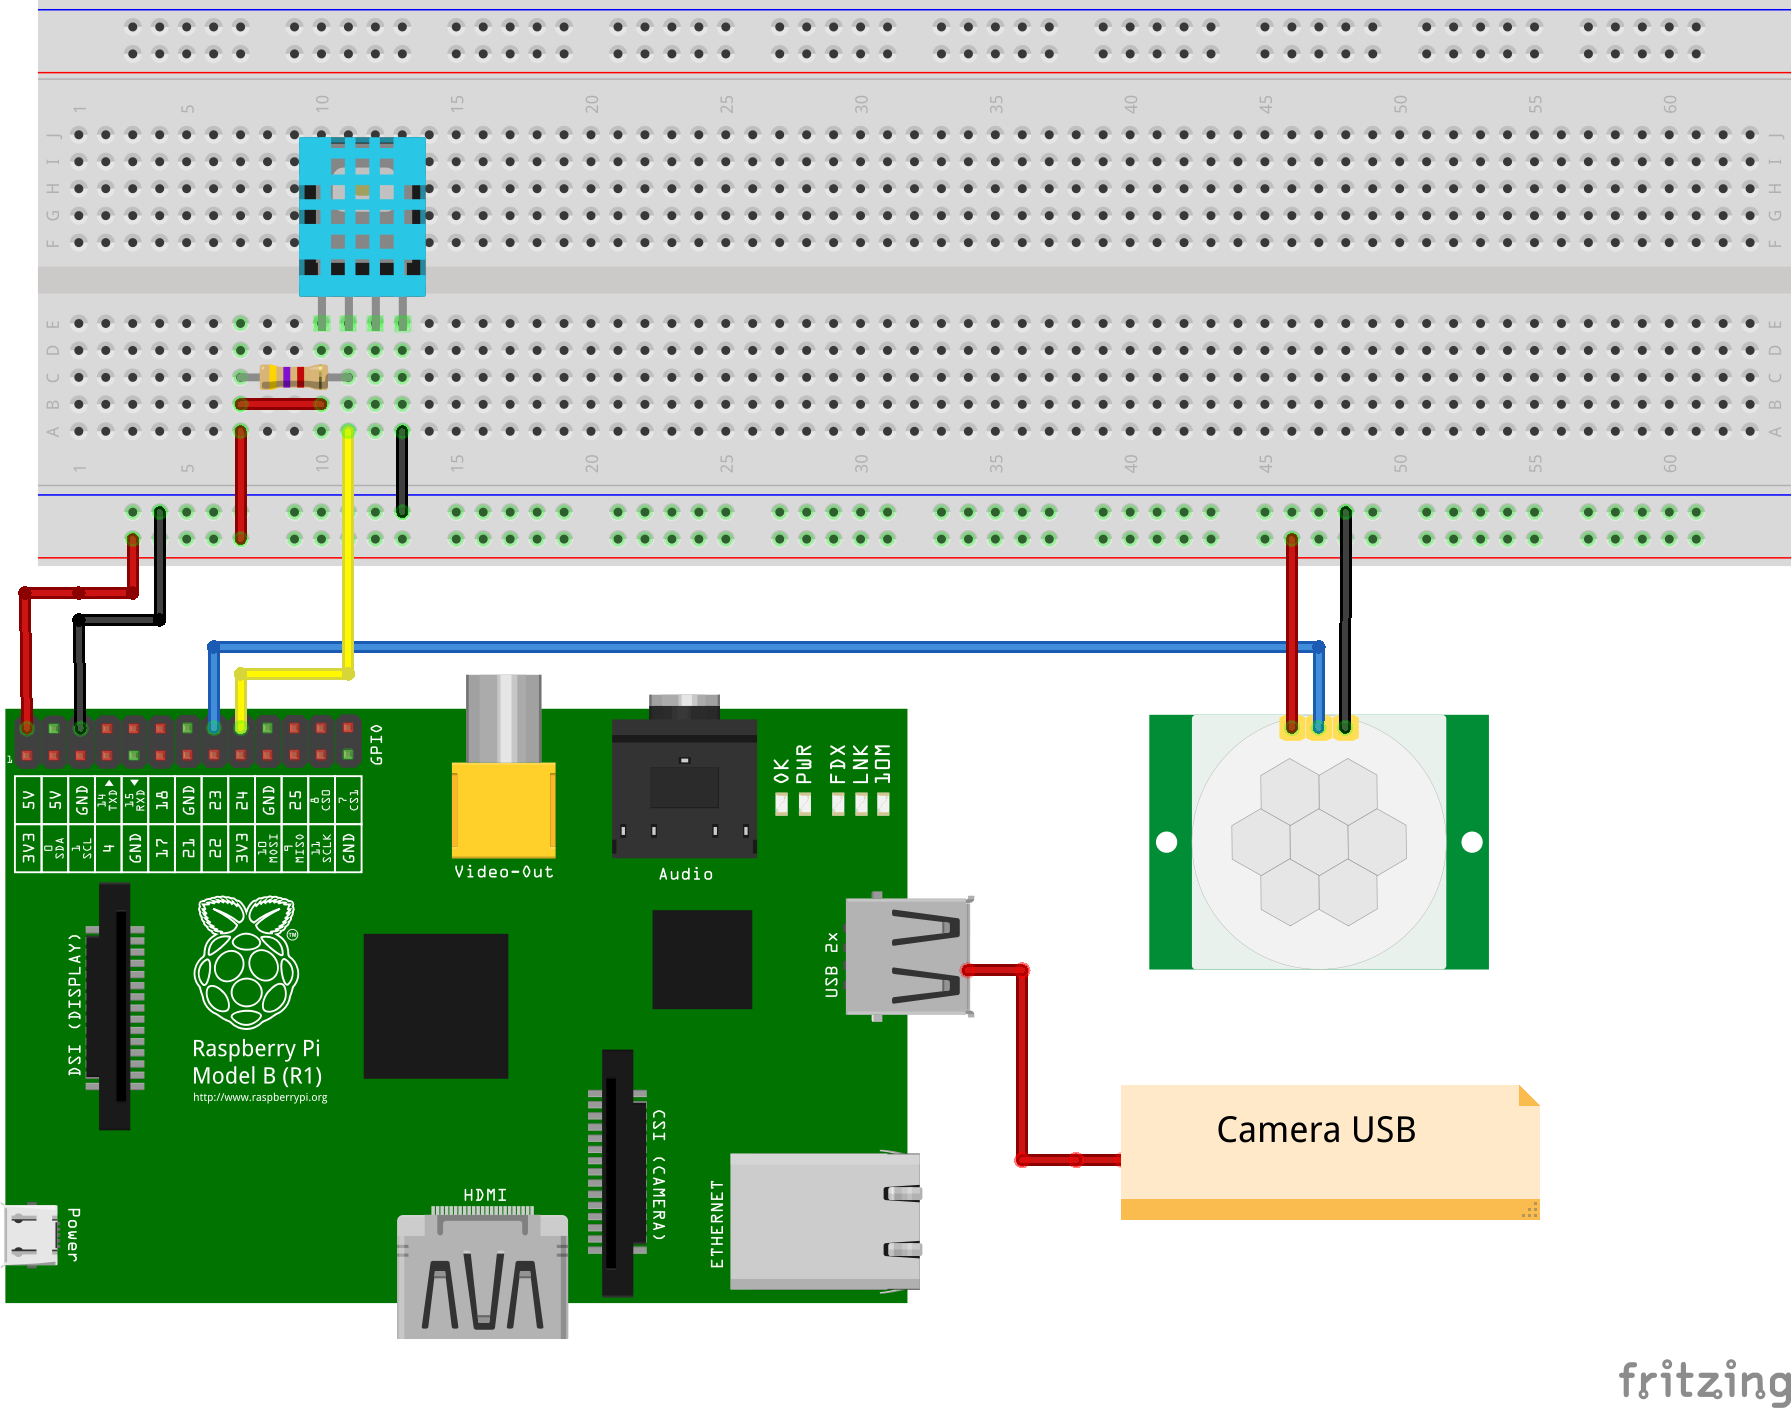 1 5 10 15 20 25 30 35 40 45 50 55 60
J J
I I
H H
G G
F F
E E
D D
C C
B B
A A
1 5 10 15 20 25 30 35 40 45 50 55 60
GPIO
1
5V 5V GND 14 TXD 15 RXD 18 GND 23 24 GND 25 8 CS0 7 CS1
3V3 0 SDA 1 SCL 4 GND 17 21 22 3V3 10 MOSI 9 MISO 11 SCLK GND
OK PWR FDX LNK 10M
Video-Out
Audio
USB 2x
DSI (DISPLAY)
TM
Raspberry Pi
Model B (R1)
http://www.raspberrypi.org
CSI (CAMERA)
Camera USB
HDMI
ETHERNET
Power
fritzing